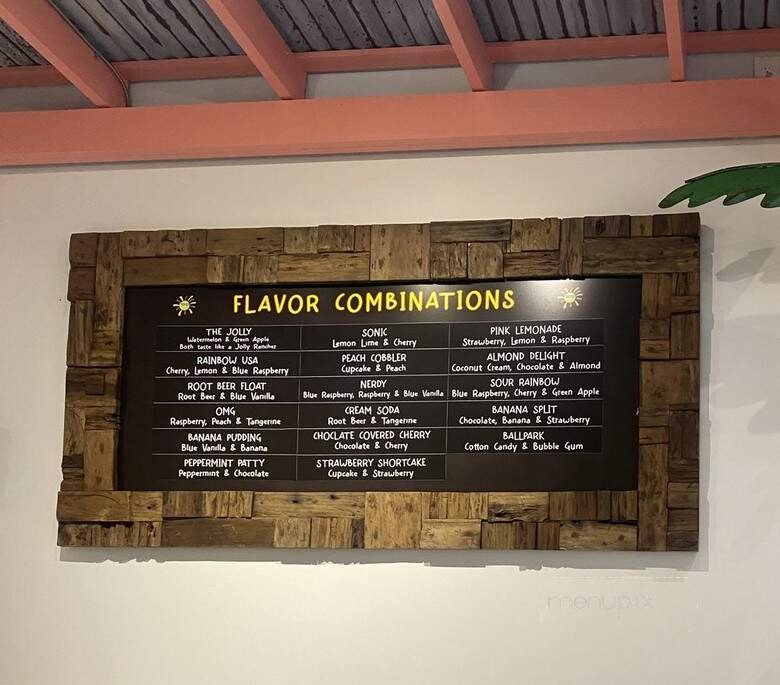 FLAVOR COMBINATIONS
THE JOLLY
Watermelon & Green Apple
Both taste like a Jolly Rancher
SONIC
Lemon Lime & Cherry
PINK LEMONADE
Strawberry, Lemon & Raspberry
RAINBOW USA
Cherry, Lemon & Blue Raspberry
PEACH COBBLER
Cupcake & Peach
ALMOND DELIGHT
Coconut Cream, Chocolate & Almond
ROOT BEER FLOAT
Root Beer & Blue Vanilla
NERDY
Blue Raspberry, Raspberry & Blue Vanilla
SOUR RAINBOW
Blue Raspberry, Cherry & Green Apple
OMG
Raspberry, Peach & Tangerine
CREAM SODA
Root Beer & Tangerine
BANANA SPLIT
Chocolate, Banana & Strawberry
BANANA PUDDING
Blue Vanilla & Banana
CHOCLATE COVERED CHERRY
Chocolate & Cherry
BALLPARK
Cotton Candy & Bubble Gum
PEPPERMINT PATTY
Peppermint & Chocolate
STRAWBERRY SHORTCAKE
Cupcake & Strawberry
menupix